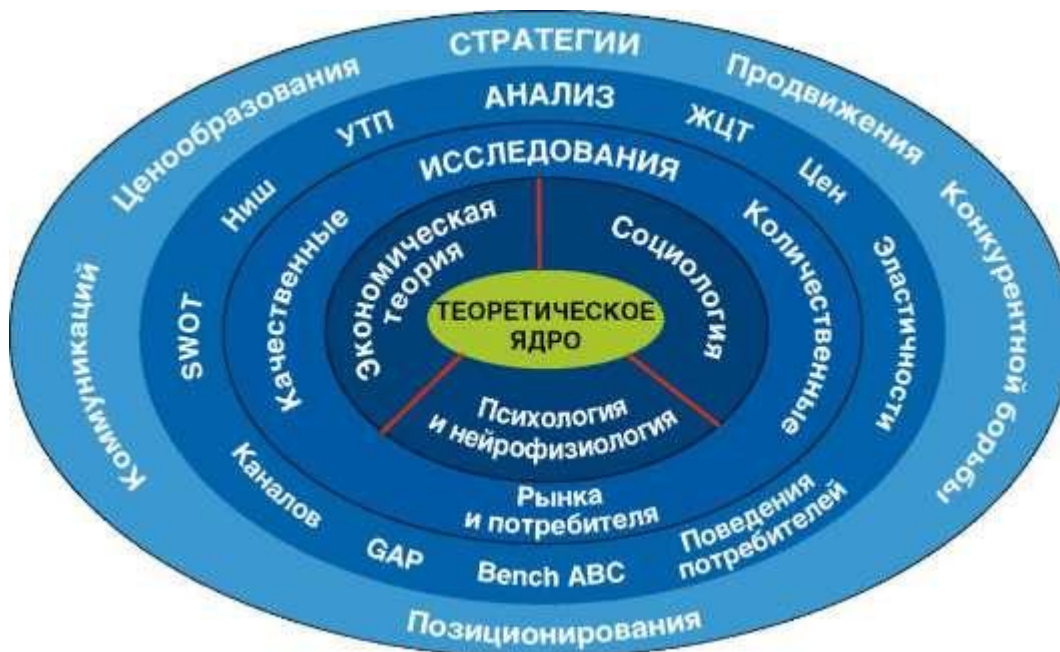 СТРАТЕГИИ
Ценообразования
Продвижения
Коммуникаций
Конкурентной борьбы
Позиционирования
АНАЛИЗ
УТП
ЖЦТ
Ниш
Цен
SWOT
Эластичности
Каналов
GAP
Bench ABC
Поведения
потребителей
ИССЛЕДОВАНИЯ
Качественные
Количественные
Рынка
и потребителя
Экономическая
теория
Социология
Психология
и нейрофизиология
ТЕОРЕТИЧЕСКОЕ
ЯДРО